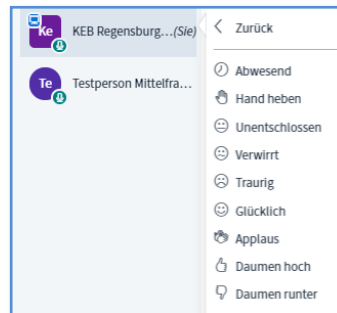 Ke KEB Regensburg...(Sie)
Te Testperson Mittelfra...
Zurück
Abwesend
Hand heben
Unentschlossen
Verwirrt
Traurig
Glücklich
Applaus
Daumen hoch
Daumen runter